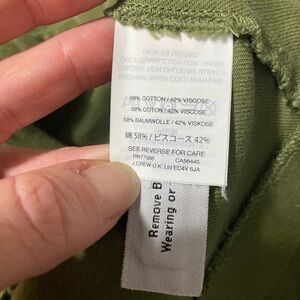 58% COTTON / 42% VISCOSE
58% COTON / 42% VISCOSE
58% BAUMWOLLE / 42% VISKOSE
綿 58% / ビスコース 42%
SEE REVERSE FOR CARE
RN77388 CA56445
J.CREW U.K. Ltd EC4V 6JA
Remove B
Wearing or